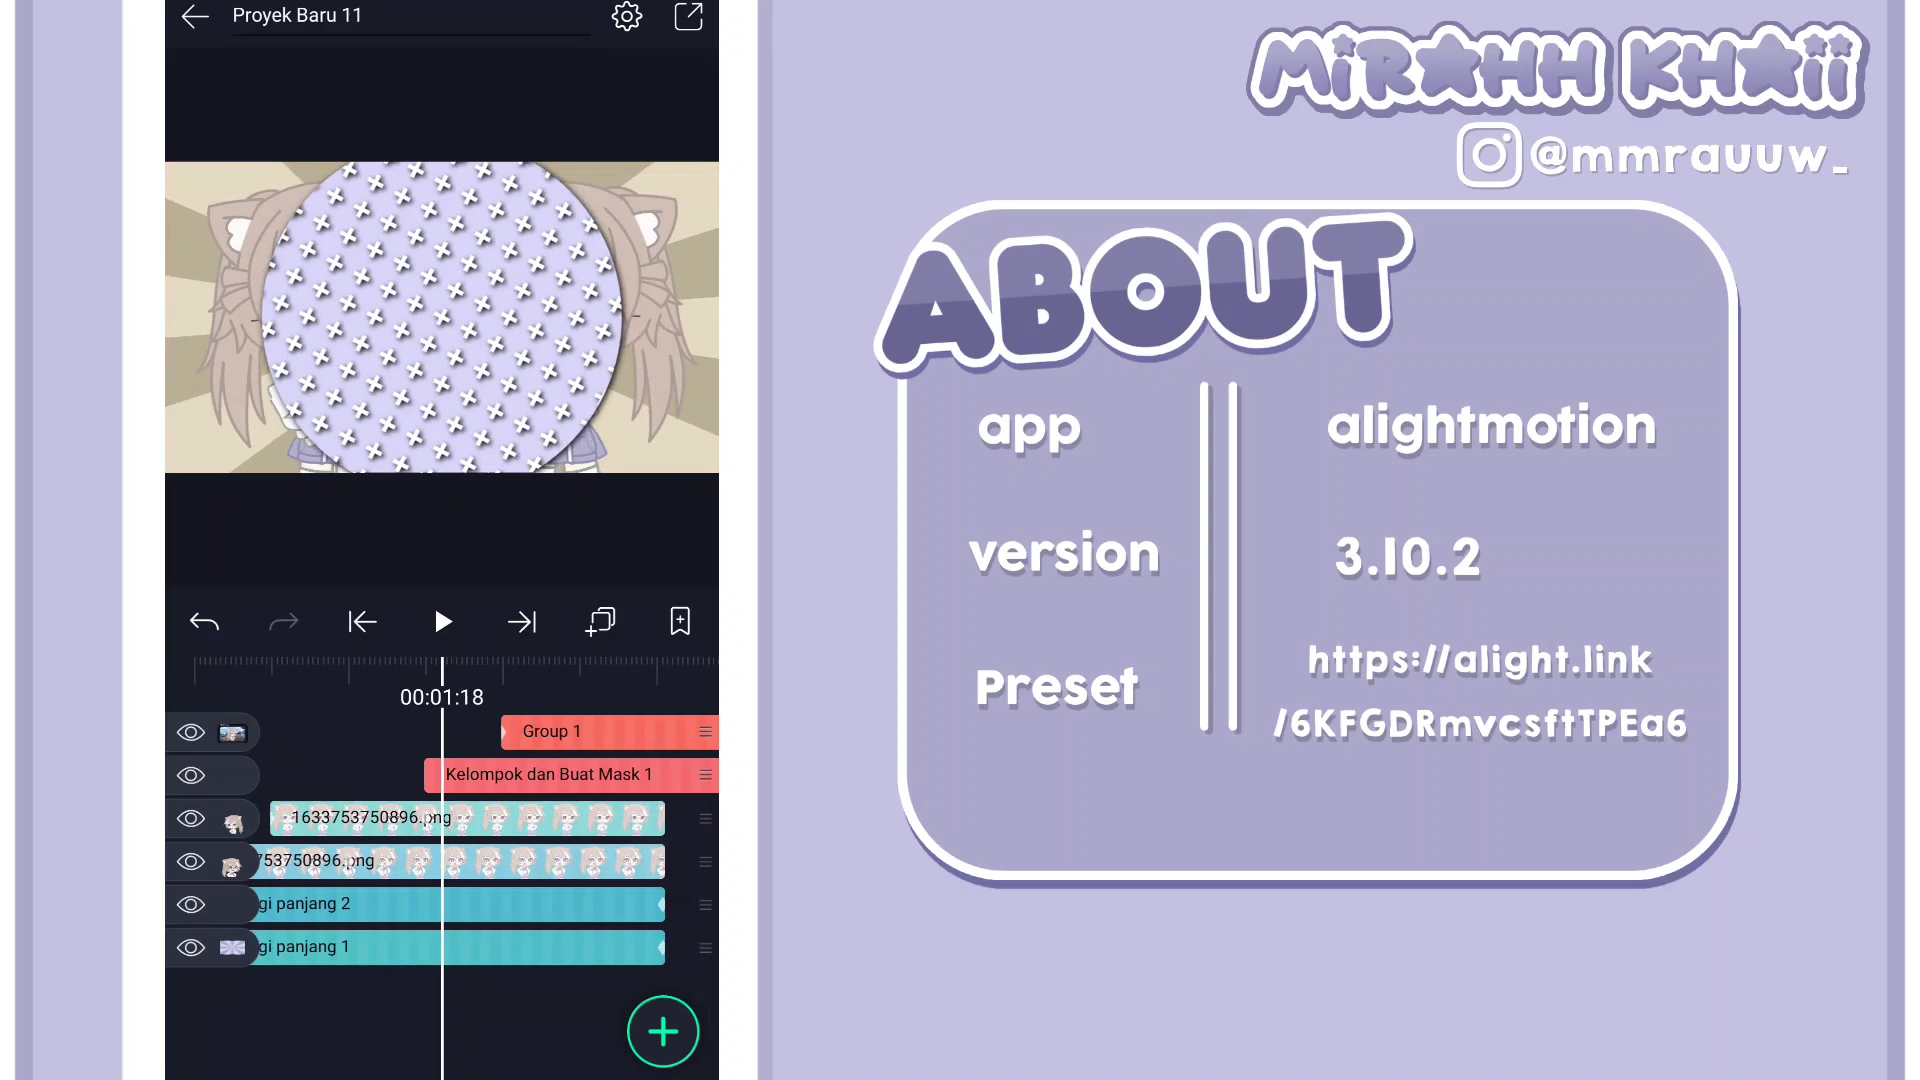 Proyek Baru 11
00:01:18
Group 1
Kelompok dan Buat Mask 1
1633753750896.png
753750896.png
gi panjang 2
gi panjang 1
MiRAHH KHAii
@mmrauuw_
ABOUT
app
alightmotion
version
3.10.2
Preset
https://alight.link
/6KFGDRmvcsftTPEa6